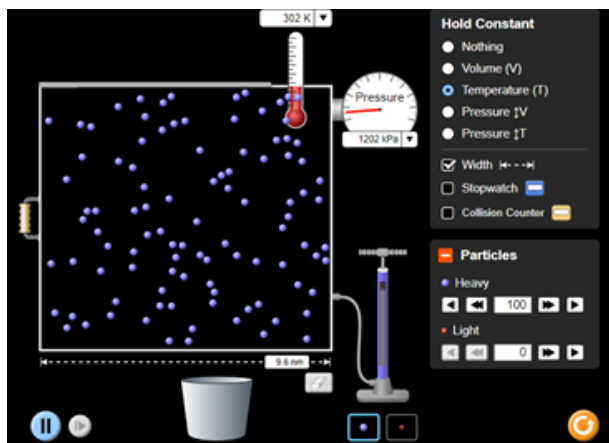 302 K
Pressure
1202 kPa
9.6 nm
Hold Constant
Nothing
Volume (V)
Temperature (T)
Pressure ↕V
Pressure ↕T
Width
Stopwatch
Collision Counter
Particles
Heavy
100
Light
0